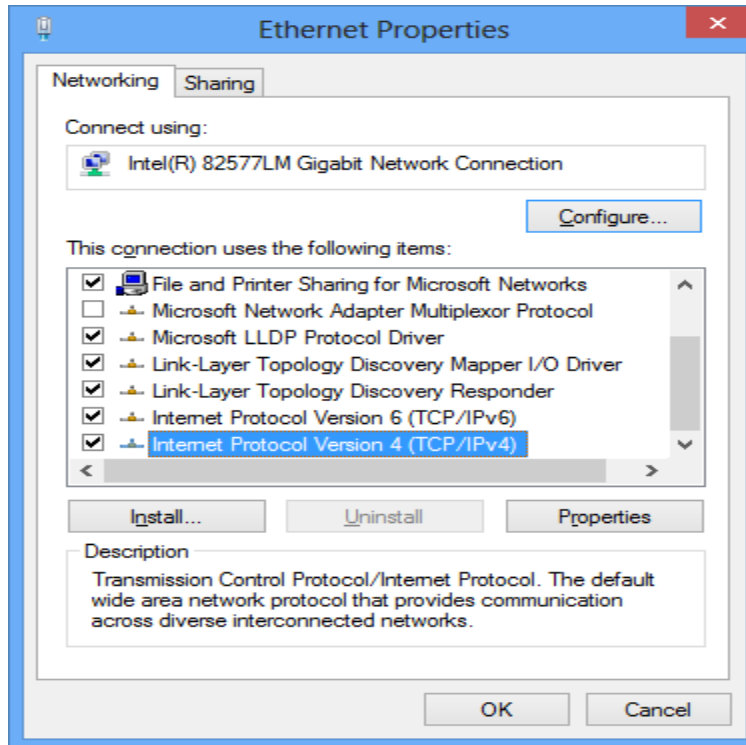 Ethernet Properties
Networking
Sharing
Connect using:
Intel(R) 82577LM Gigabit Network Connection
Configure...
This connection uses the following items:
File and Printer Sharing for Microsoft Networks
Microsoft Network Adapter Multiplexor Protocol
Microsoft LLDP Protocol Driver
Link-Layer Topology Discovery Mapper I/O Driver
Link-Layer Topology Discovery Responder
Internet Protocol Version 6 (TCP/IPv6)
Internet Protocol Version 4 (TCP/IPv4)
Install...
Uninstall
Properties
Description
Transmission Control Protocol/Internet Protocol. The default
wide area network protocol that provides communication
across diverse interconnected networks.
OK
Cancel